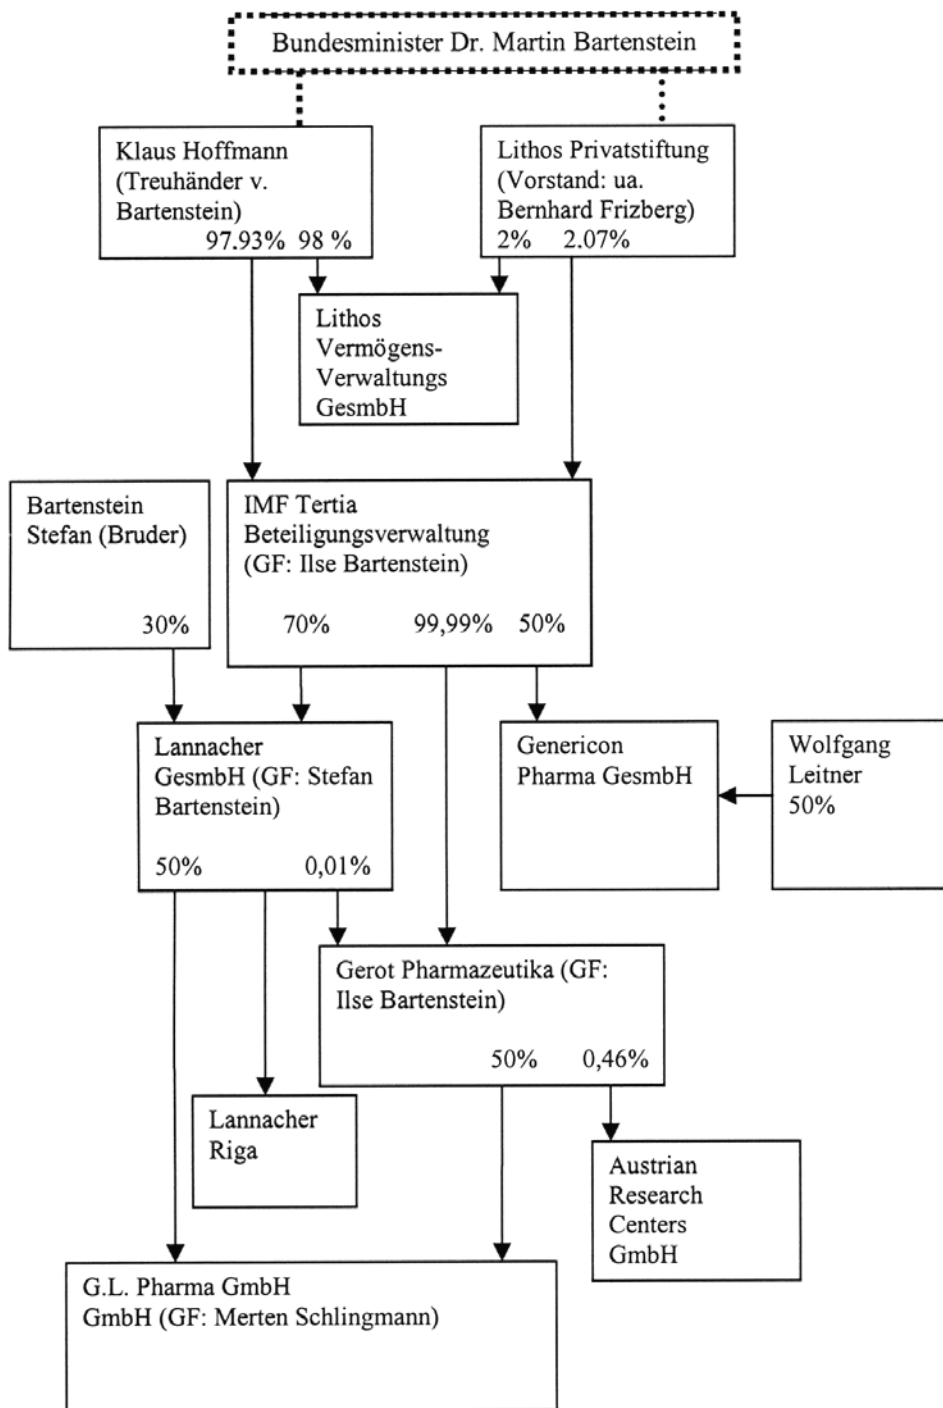 Bundesminister Dr. Martin Bartenstein
Klaus Hoffmann
(Treuhänder v.
Bartenstein)
97.93% 98 %
Lithos Privatstiftung
(Vorstand: ua.
Bernhard Frizberg)
2% 2.07%
Lithos
Vermögens-
Verwaltungs
GesmbH
Bartenstein
Stefan (Bruder)
30%
IMF Tertia
Beteiligungsverwaltung
(GF: Ilse Bartenstein)
70% 99,99% 50%
Lannacher
GesmbH (GF: Stefan
Bartenstein)
50% 0,01%
Genericon
Pharma GesmbH
Wolfgang
Leitner
50%
Gerot Pharmazeutika (GF:
Ilse Bartenstein)
50% 0,46%
Lannacher
Riga
Austrian
Research
Centers
GmbH
G.L. Pharma GmbH
GmbH (GF: Merten Schlingmann)